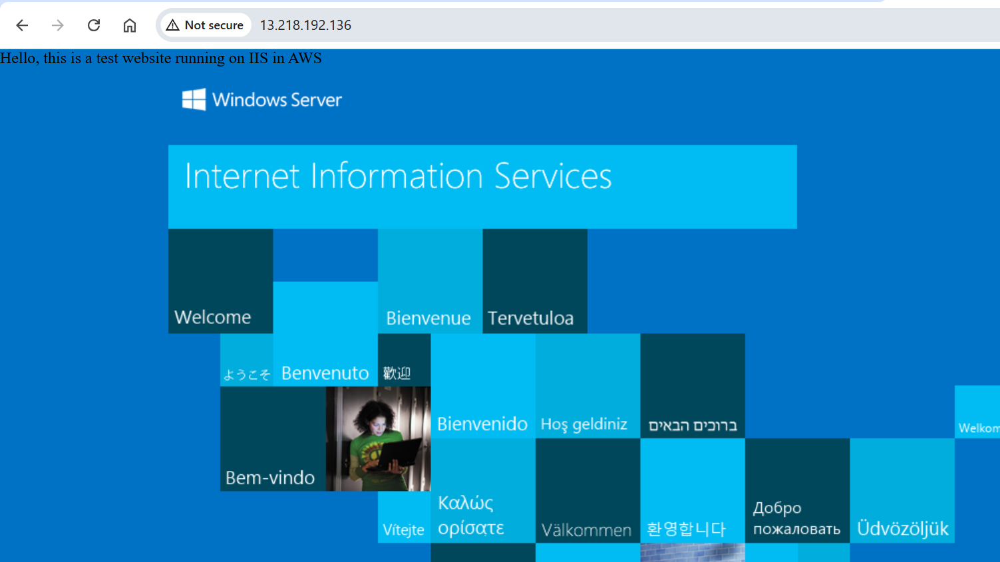 Not secure
13.218.192.136
Hello, this is a test website running on IIS in AWS
Windows Server
Internet Information Services
Welcome
Bienvenue
Tervetuloa
ようこそ
Benvenuto
歡迎
Bienvenido
Hoş geldiniz
ברוכים הבאים
Welkom
Bem-vindo
Vítejte
Καλώς
ορίσατε
Välkommen
환영합니다
Добро
пожаловать
Üdvözöljük